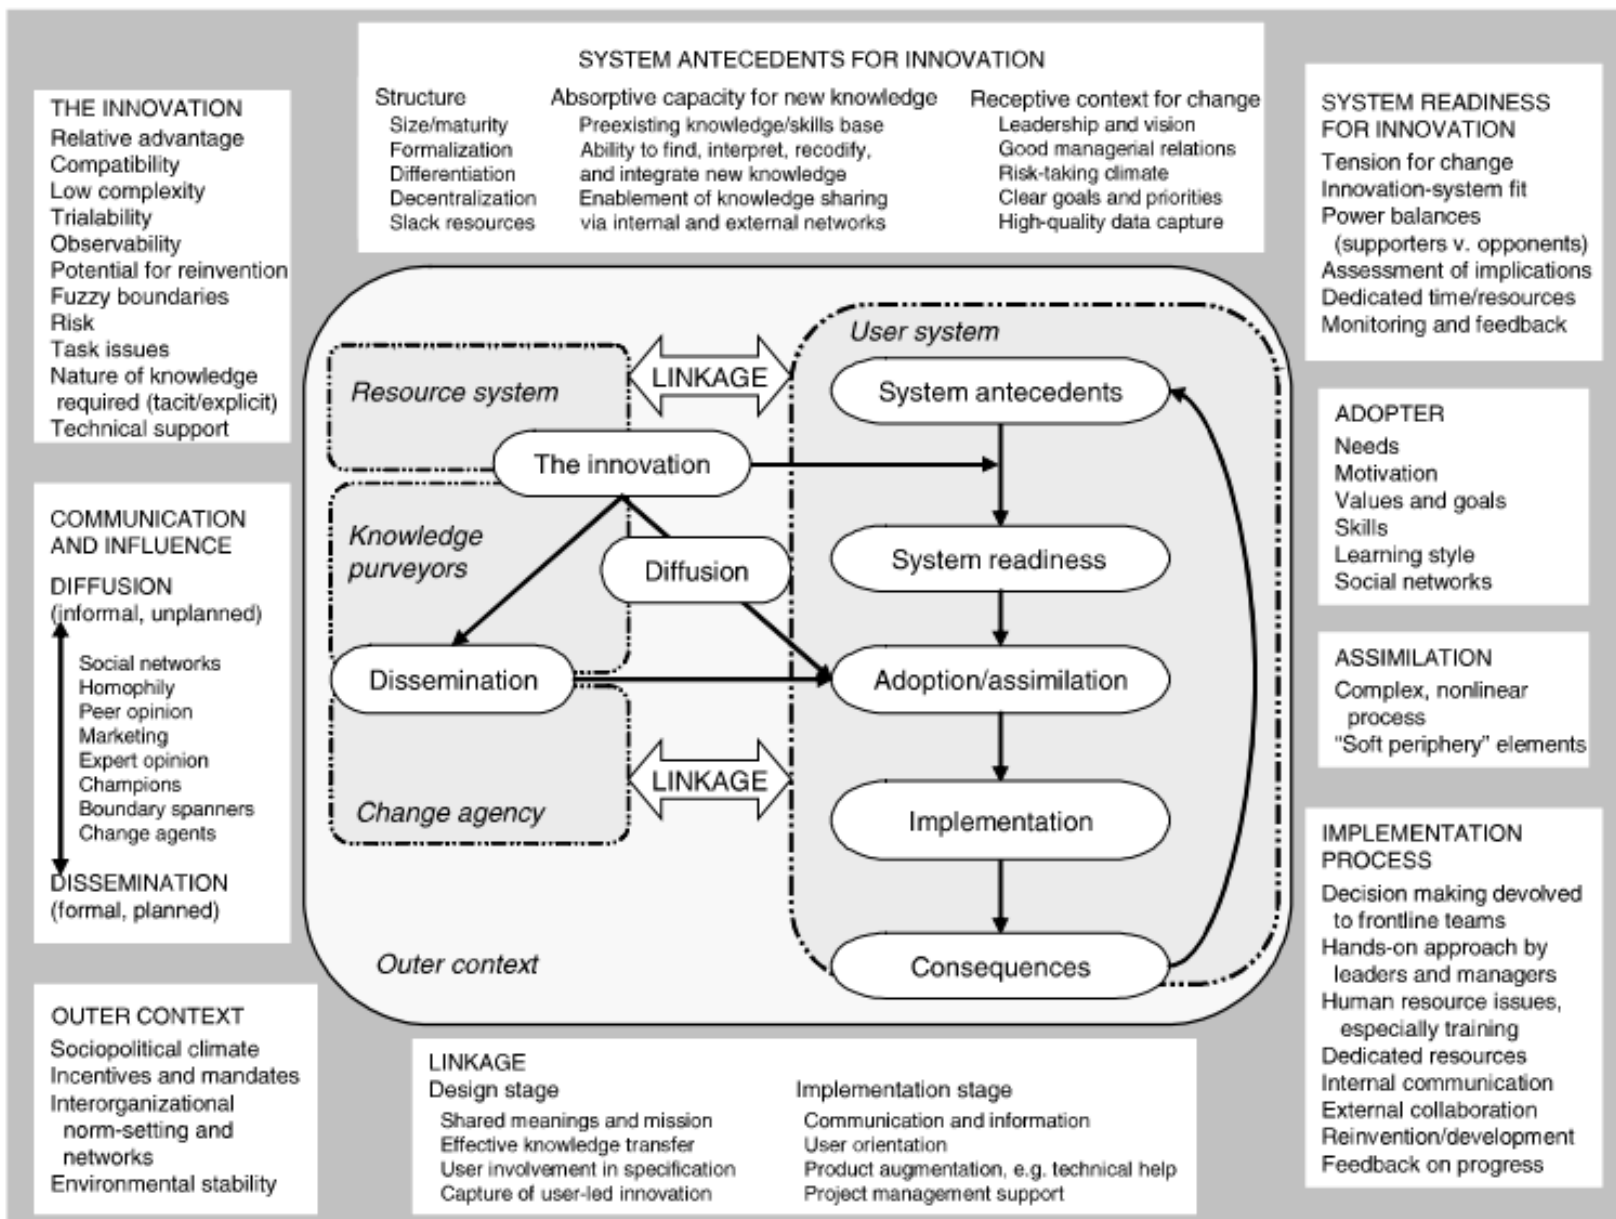 SYSTEM ANTECEDENTS FOR INNOVATION
Structure
Size/maturity
Formalization
Differentiation
Decentralization
Slack resources
Absorptive capacity for new knowledge
Preexisting knowledge/skills base
Ability to find, interpret, recodify,
and integrate new knowledge
Enablement of knowledge sharing
via internal and external networks
Receptive context for change
Leadership and vision
Good managerial relations
Risk-taking climate
Clear goals and priorities
High-quality data capture
THE INNOVATION
Relative advantage
Compatibility
Low complexity
Trialability
Observability
Potential for reinvention
Fuzzy boundaries
Risk
Task issues
Nature of knowledge
required (tacit/explicit)
Technical support
COMMUNICATION
AND INFLUENCE
DIFFUSION
(informal, unplanned)
Social networks
Homophily
Peer opinion
Marketing
Expert opinion
Champions
Boundary spanners
Change agents
DISSEMINATION
(formal, planned)
OUTER CONTEXT
Sociopolitical climate
Incentives and mandates
Interorganizational
norm-setting and
networks
Environmental stability
Resource system
LINKAGE
User system
System antecedents
The innovation
Knowledge
purveyors
Diffusion
System readiness
Dissemination
Adoption/assimilation
Change agency
LINKAGE
Implementation
Outer context
Consequences
SYSTEM READINESS
FOR INNOVATION
Tension for change
Innovation-system fit
Power balances
(supporters v. opponents)
Assessment of implications
Dedicated time/resources
Monitoring and feedback
ADOPTER
Needs
Motivation
Values and goals
Skills
Learning style
Social networks
ASSIMILATION
Complex, nonlinear
process
"Soft periphery" elements
IMPLEMENTATION
PROCESS
Decision making devolved
to frontline teams
Hands-on approach by
leaders and managers
Human resource issues,
especially training
Dedicated resources
Internal communication
External collaboration
Reinvention/development
Feedback on progress
LINKAGE
Design stage
Shared meanings and mission
Effective knowledge transfer
User involvement in specification
Capture of user-led innovation
Implementation stage
Communication and information
User orientation
Product augmentation, e.g. technical help
Project management support